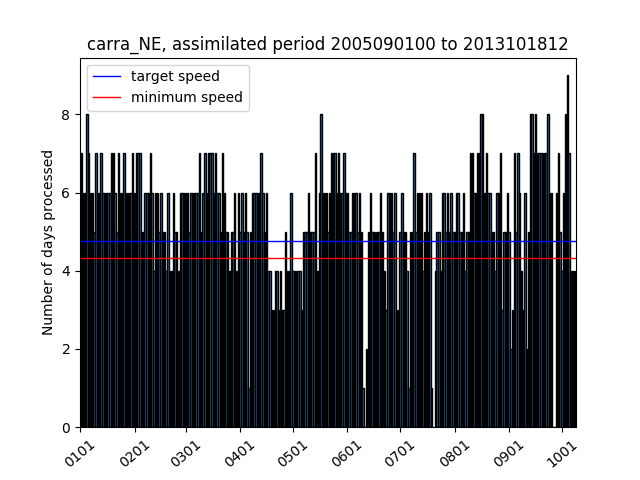 carra_NE, assimilated period 2005090100 to 2013101812
target speed
minimum speed
Number of days processed
8
6
4
2
0
0101 0201 0301 0401 0501 0601 0701 0801 0901 1001